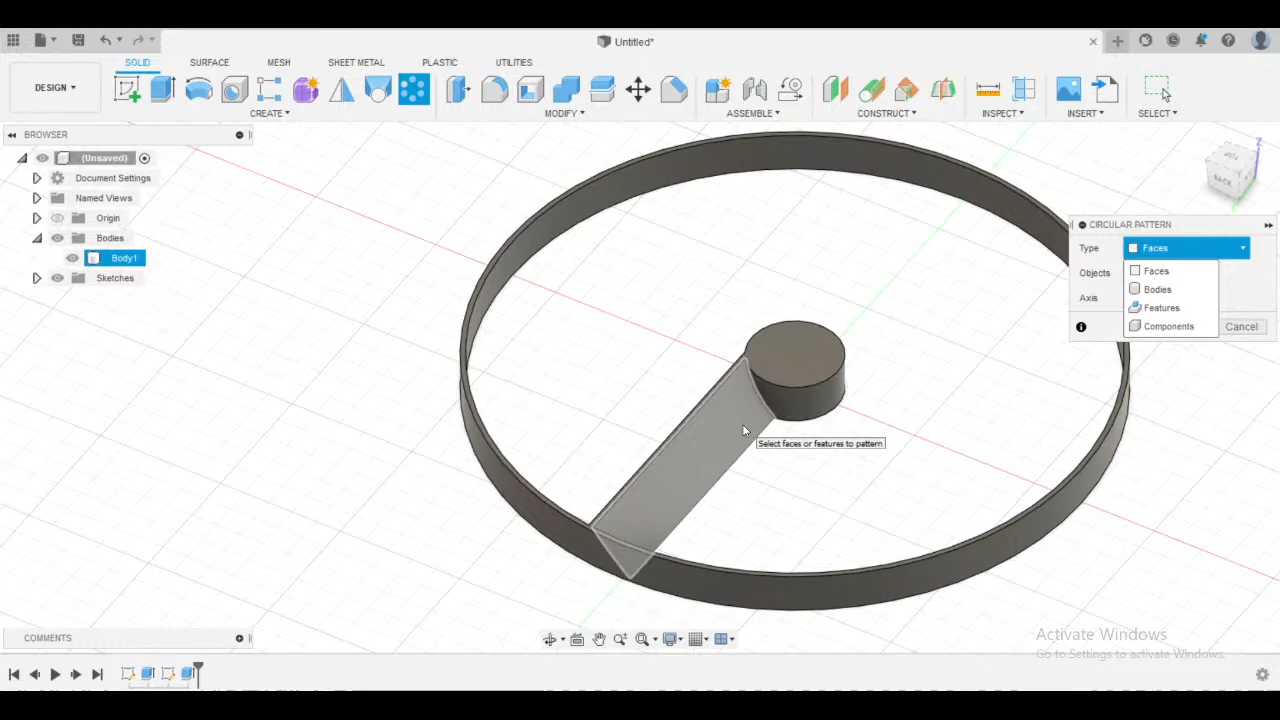 Untitled*
SOLID SURFACE MESH SHEET METAL PLASTIC UTILITIES
DESIGN
CREATE MODIFY ASSEMBLE CONSTRUCT INSPECT INSERT SELECT
BROWSER
(Unsaved)
Document Settings
Named Views
Origin
Bodies
Body1
Sketches
Z
BACK
CIRCULAR PATTERN
Type Faces
Objects
Axis
Faces
Bodies
Features
Components
Cancel
Select faces or features to pattern
COMMENTS
Activate Windows
Go to Settings to activate Windows.